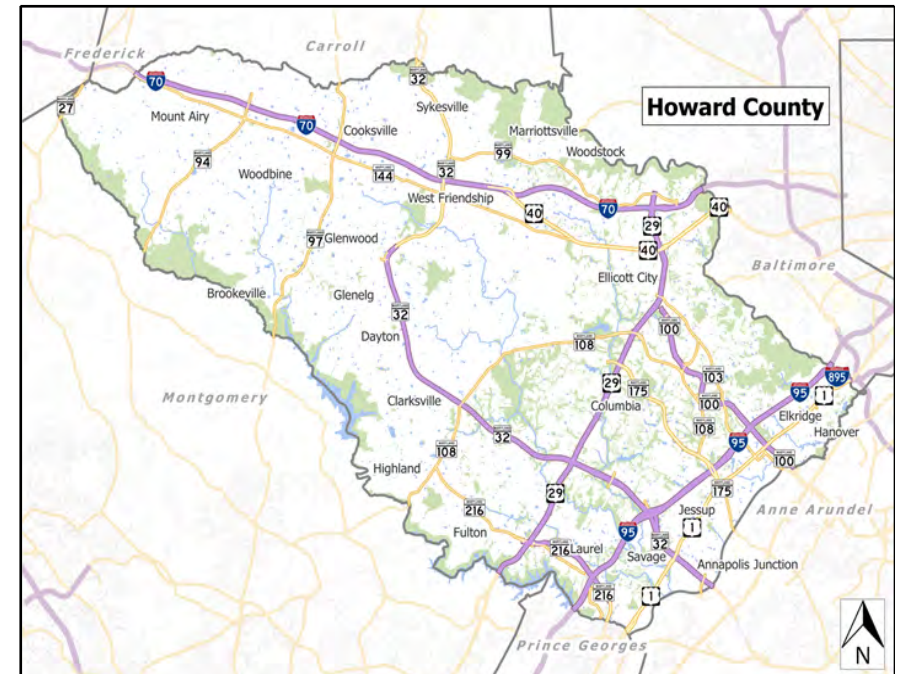 Frederick
Carroll
70
32
27
Mount Airy
Sykesville
Howard County
70
Cooksville
Marriottsville
94
99
Woodstock
Woodbine
144
32
West Friendship
40
70
40
29
97
Glenwood
40
Ellicott City
Baltimore
Brookeville
Glenelg
32
100
Dayton
108
103
895
Montgomery
29
175
95
1
Clarksville
Columbia
100
Elkridge
108
Hanover
32
95
108
100
Highland
175
29
Anne Arundel
216
Jessup
1
Fulton
95
216
Laurel
32
Savage
Annapolis Junction
216
1
Prince Georges
N